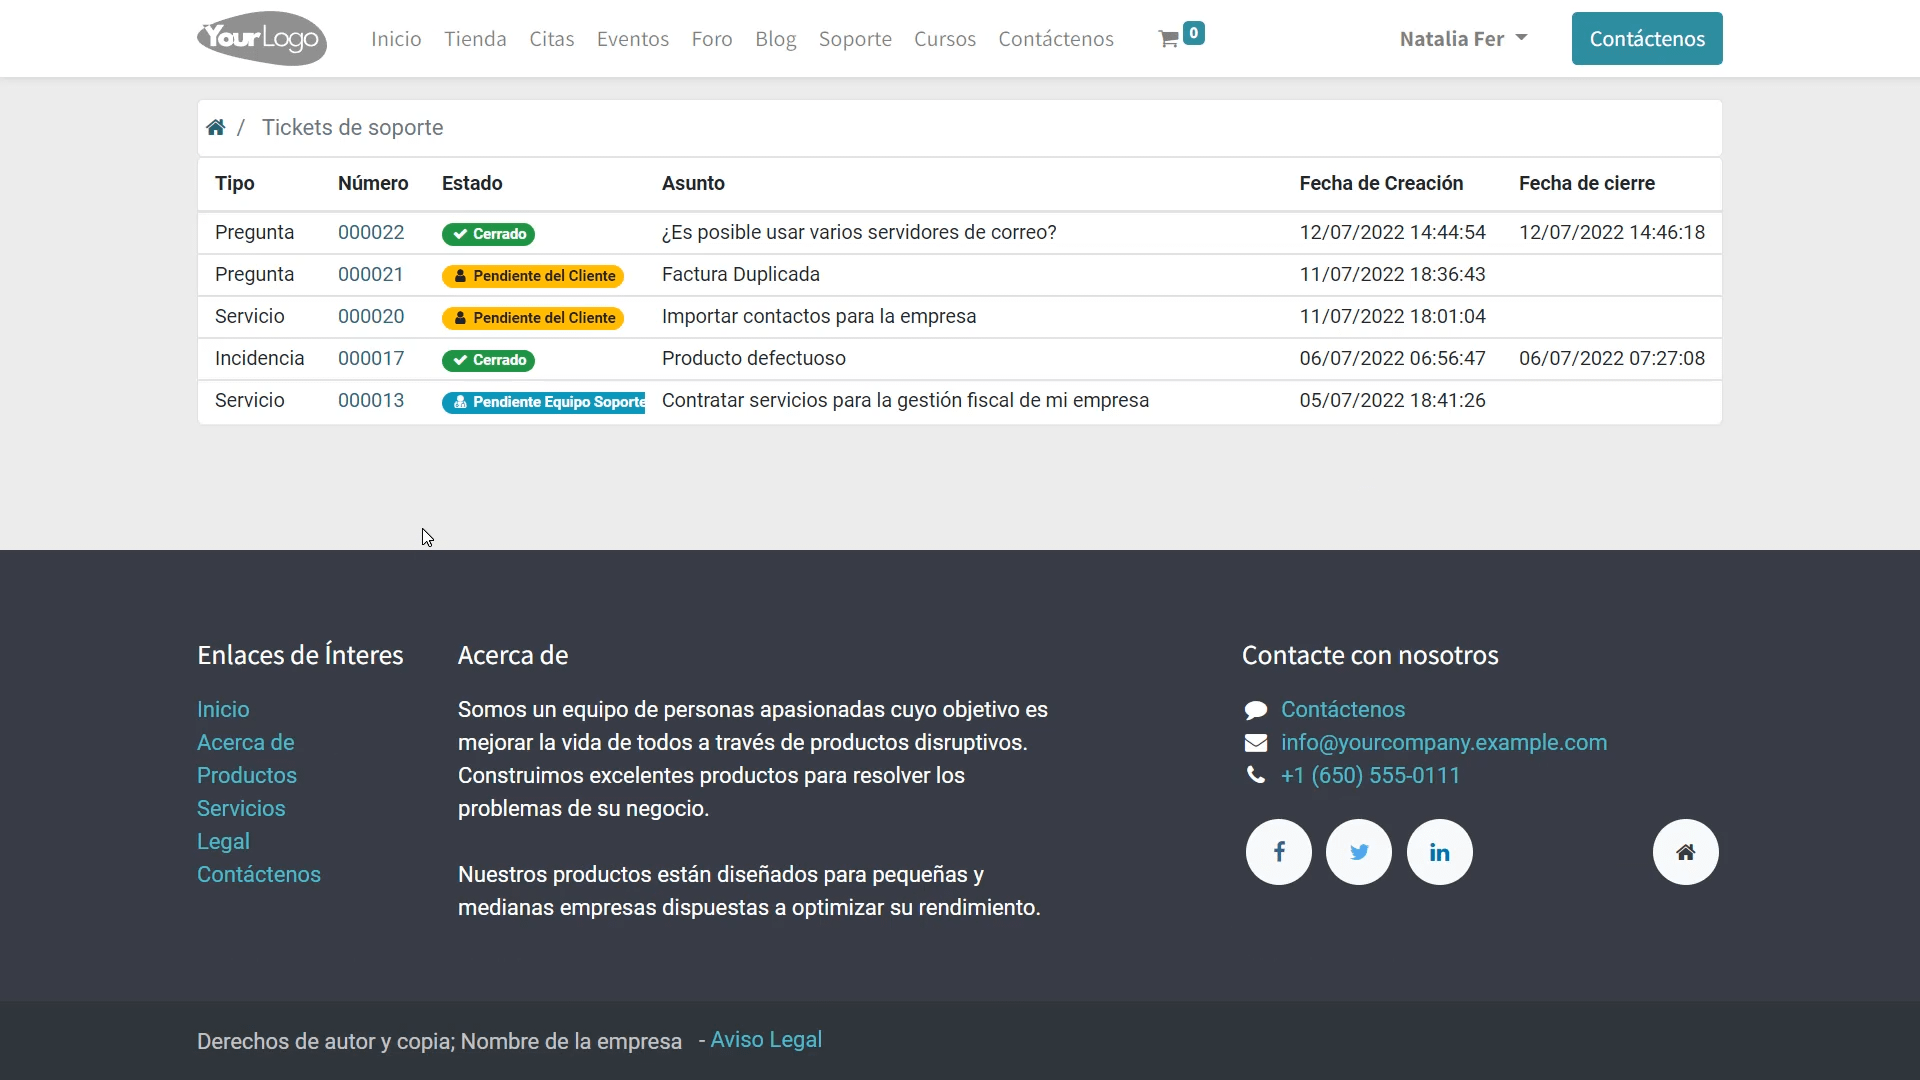 YourLogo Inicio Tienda Citas Eventos Foro Blog Soporte Cursos Contáctenos 0 Natalia Fer Contáctenos
/ Tickets de soporte
Tipo Número Estado Asunto Fecha de Creación Fecha de cierre
Pregunta 000022 Cerrado ¿Es posible usar varios servidores de correo? 12/07/2022 14:44:54 12/07/2022 14:46:18
Pregunta 000021 Pendiente del Cliente Factura Duplicada 11/07/2022 18:36:43
Servicio 000020 Pendiente del Cliente Importar contactos para la empresa 11/07/2022 18:01:04
Incidencia 000017 Cerrado Producto defectuoso 06/07/2022 06:56:47 06/07/2022 07:27:08
Servicio 000013 Pendiente Equipo Soporte Contratar servicios para la gestión fiscal de mi empresa 05/07/2022 18:41:26
Enlaces de Ínteres
Inicio
Acerca de
Productos
Servicios
Legal
Contáctenos
Acerca de
Somos un equipo de personas apasionadas cuyo objetivo es
mejorar la vida de todos a través de productos disruptivos.
Construimos excelentes productos para resolver los
problemas de su negocio.
Nuestros productos están diseñados para pequeñas y
medianas empresas dispuestas a optimizar su rendimiento.
Contacte con nosotros
Contáctenos
info@yourcompany.example.com
+1 (650) 555-0111
Derechos de autor y copia; Nombre de la empresa - Aviso Legal